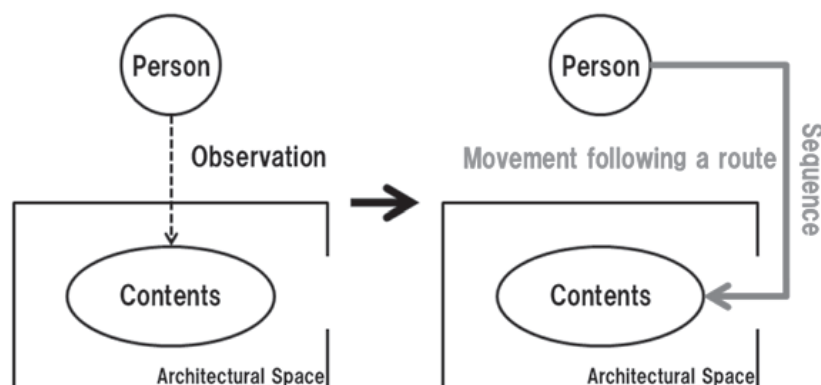 Person
Observation
Contents
Architectural Space
Person
Movement following a route
Sequence
Contents
Architectural Space